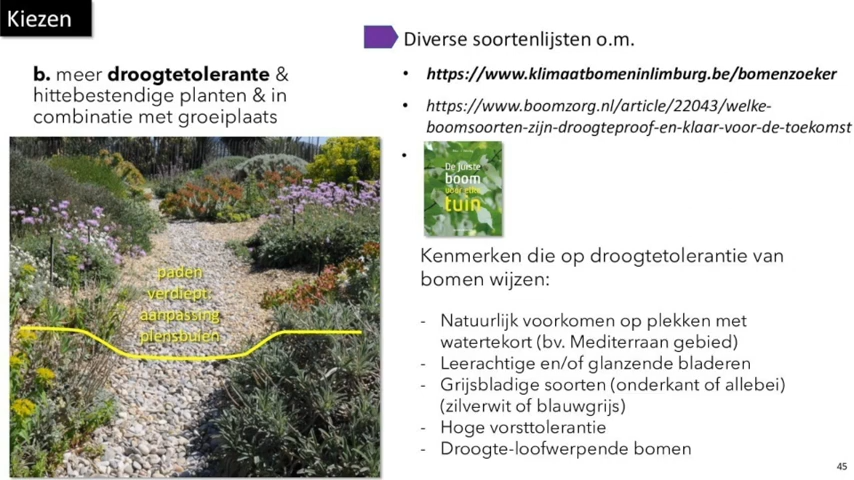 Kiezen
b. meer droogtetolerante &
hittebestendige planten & in
combinatie met groeiplaats
paden
verdiept:
aanpassing
plensbuien
Diverse soortenlijsten o.m.
• https://www.klimaatbomeninlimburg.be/bomenzoeker
• https://www.boomzorg.nl/article/22043/welke-
boomsoorten-zijn-droogteproof-en-klaar-voor-de-toekomst
•
De juiste
boom
voor elke
tuin
Kenmerken die op droogtetolerantie van
bomen wijzen:
- Natuurlijk voorkomen op plekken met
watertekort (bv. Mediterraan gebied)
- Leerachtige en/of glanzende bladeren
- Grijsbladige soorten (onderkant of allebei)
(zilverwit of blauwgrijs)
- Hoge vorsttolerantie
- Droogte-loofwerpende bomen
45